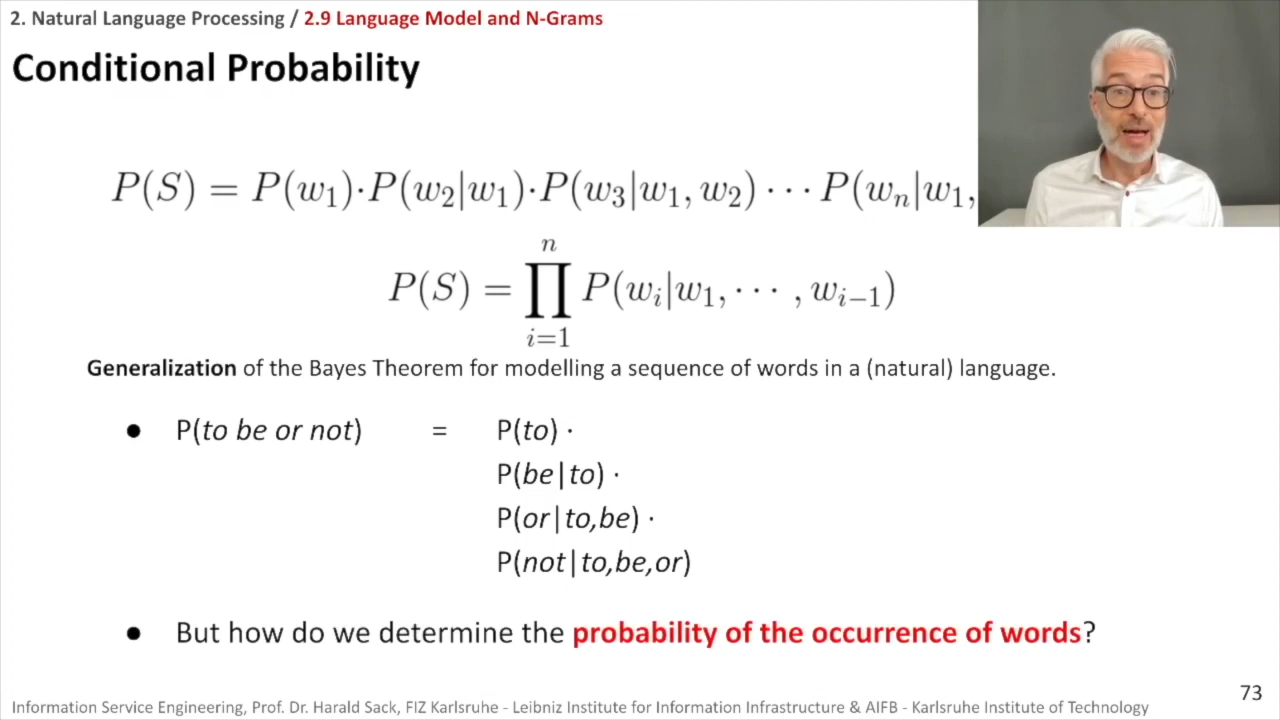 2. Natural Language Processing / 2.9 Language Model and N-Grams
Conditional Probability
P(S) = P(w₁)·P(w₂|w₁)·P(w₃|w₁, w₂) ⋯ P(wₙ|w₁,
n
P(S) = ∏ P(wᵢ|w₁, ⋯ , wᵢ₋₁)
i=1
Generalization of the Bayes Theorem for modelling a sequence of words in a (natural) language.
● P(to be or not) = P(to) ·
P(be|to) ·
P(or|to,be) ·
P(not|to,be,or)
● But how do we determine the probability of the occurrence of words?
73
Information Service Engineering, Prof. Dr. Harald Sack, FIZ Karlsruhe - Leibniz Institute for Information Infrastructure & AIFB - Karlsruhe Institute of Technology